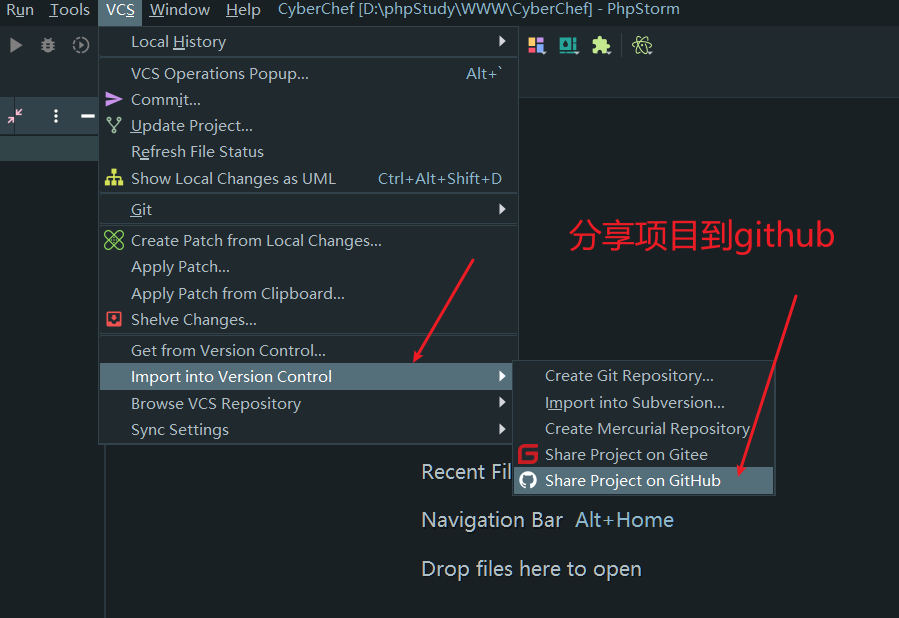 Run Tools VCS Window Help CyberChef [D:\phpStudy\WWW\CyberChef] - PhpStorm
Local History
VCS Operations Popup... Alt+`
Commit...
Update Project...
Refresh File Status
Show Local Changes as UML Ctrl+Alt+Shift+D
Git
Create Patch from Local Changes...
Apply Patch...
Apply Patch from Clipboard...
Shelve Changes...
Get from Version Control...
Import into Version Control
Browse VCS Repository
Sync Settings
分享项目到github
Create Git Repository...
Import into Subversion...
Create Mercurial Repository
Share Project on Gitee
Share Project on GitHub
Recent Fil
Navigation Bar Alt+Home
Drop files here to open